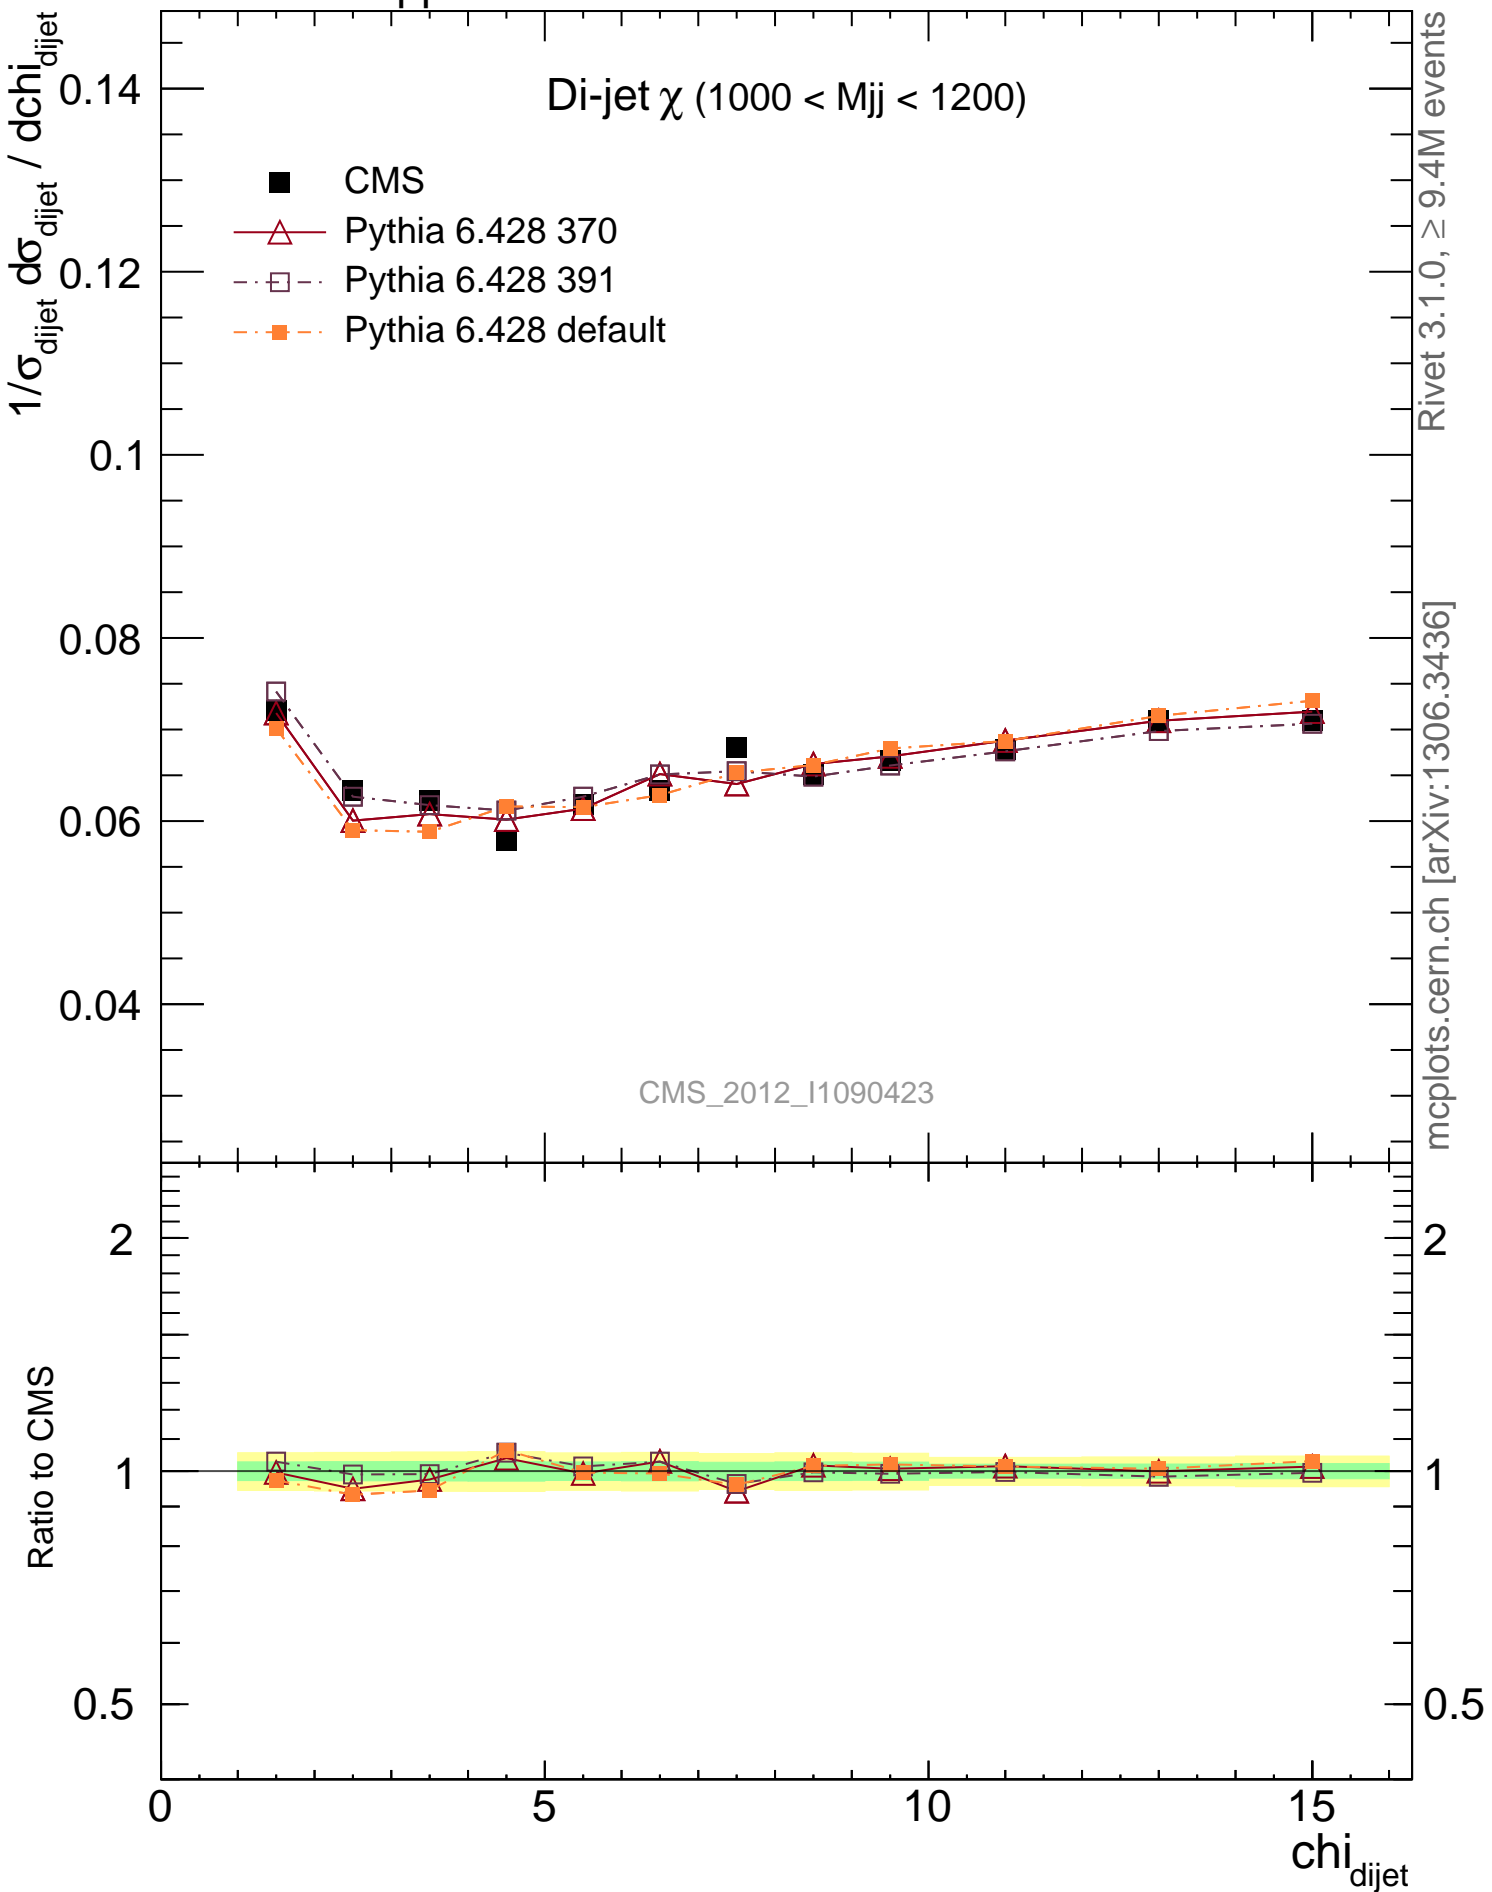 pp
Di-jet χ (1000 < Mjj < 1200)
CMS
Pythia 6.428 370
Pythia 6.428 391
Pythia 6.428 default
1/σdijet dσdijet / dchidijet
0.14
0.12
0.1
0.08
0.06
0.04
CMS_2012_I1090423
Rivet 3.1.0, ≥ 9.4M events
mcplots.cern.ch [arXiv:1306.3436]
Ratio to CMS
2
1
0.5
2
1
0.5
0
5
10
15
chidijet